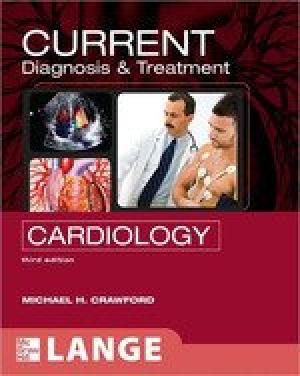 CURRENT
Diagnosis & Treatment
CARDIOLOGY
third edition
MICHAEL H. CRAWFORD
LANGE